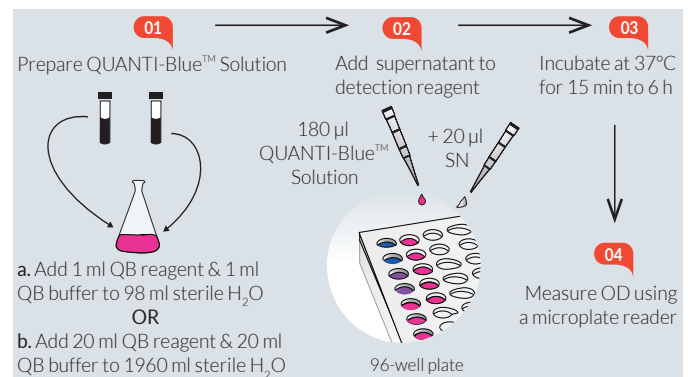 01
Prepare QUANTI-Blue™ Solution
a. Add 1 ml QB reagent & 1 ml
QB buffer to 98 ml sterile H₂O
OR
b. Add 20 ml QB reagent & 20 ml
QB buffer to 1960 ml sterile H₂O
02
Add supernatant to
detection reagent
180 µl
QUANTI-Blue™
Solution
+ 20 µl
SN
96-well plate
03
Incubate at 37°C
for 15 min to 6 h
04
Measure OD using
a microplate reader